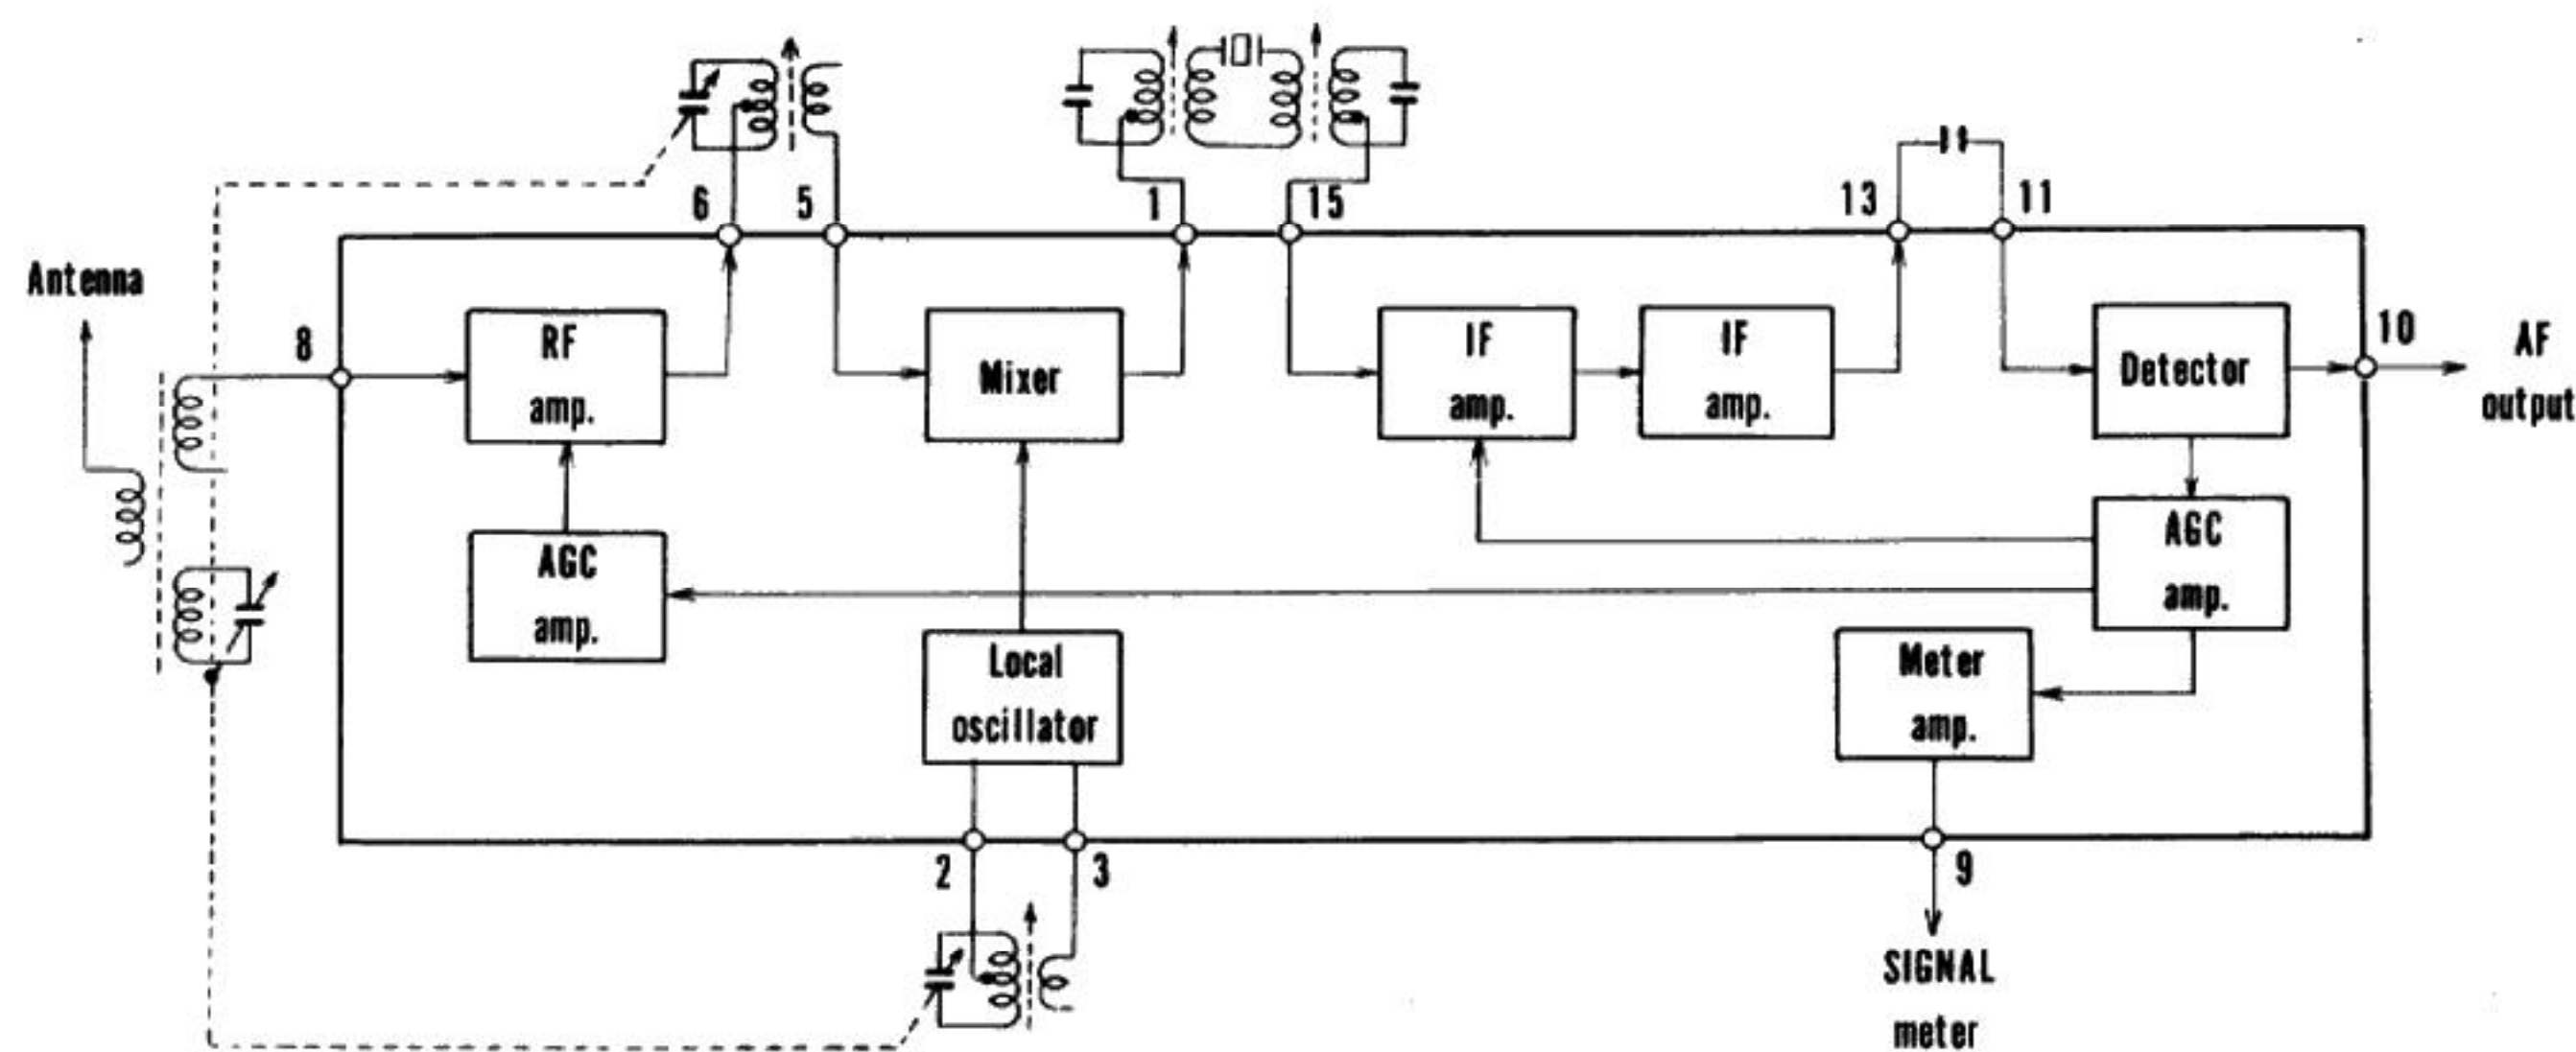 6
5
1
15
13
11
Antenna
8
RF
amp.
Mixer
IF
amp.
IF
amp.
Detector
10
AF
output
AGC
amp.
AGC
amp.
Local
oscillator
Meter
amp.
2
3
9
SIGNAL
meter